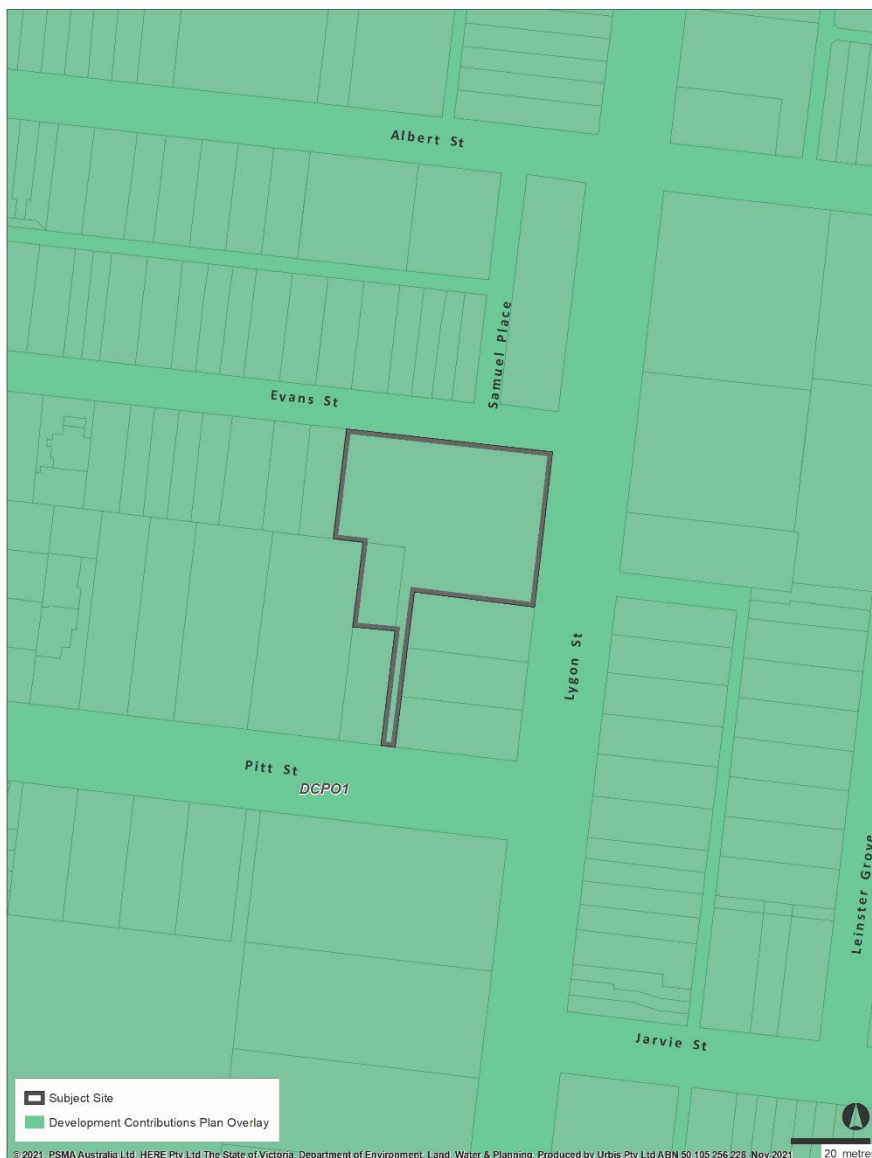 Albert St
Samuel Place
Evans St
Lygon St
Pitt St
DCPO1
Leinster Grove
Jarvie St
Subject Site
Development Contributions Plan Overlay
20 metres
© 2021. PSMA Australia Ltd, HERE Pty Ltd. The State of Victoria, Department of Environment, Land, Water & Planning. Produced by Urbis Pty Ltd ABN 50 105 256 228, Nov 2021